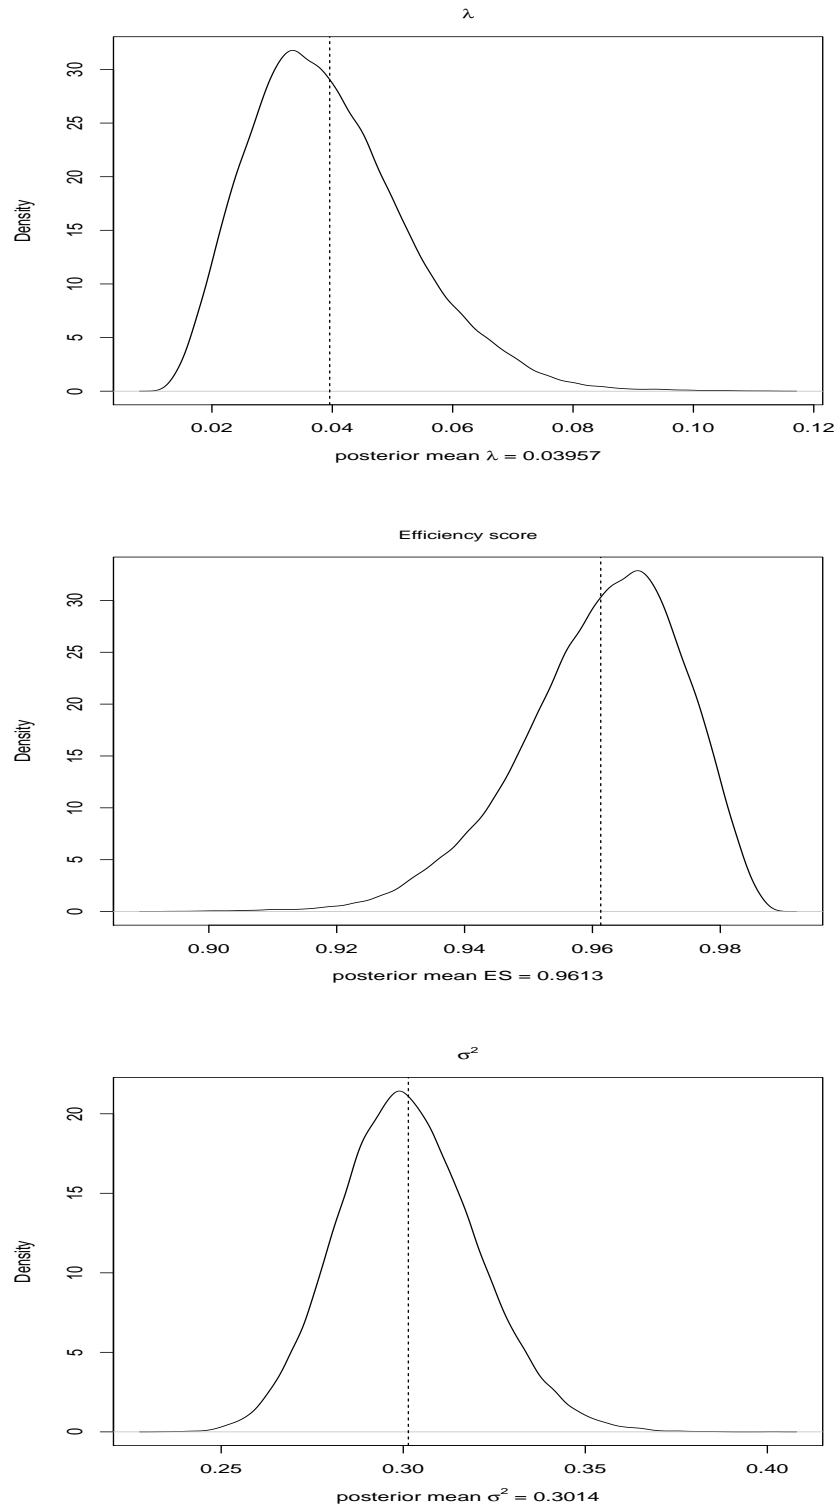 λ
Density
0
5
10
15
20
25
30
0.02 0.04 0.06 0.08 0.10 0.12
posterior mean λ = 0.03957
Efficiency score
Density
0
5
10
15
20
25
30
0.90 0.92 0.94 0.96 0.98
posterior mean ES = 0.9613
σ²
Density
0
5
10
15
20
0.25 0.30 0.35 0.40
posterior mean σ² = 0.3014